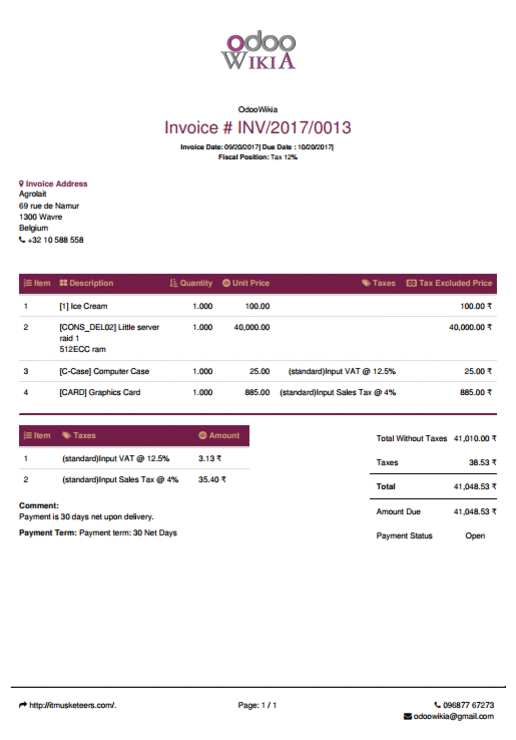 odoo
WIKIA
OdooWikia
Invoice # INV/2017/0013
Invoice Date: 09/20/2017| Due Date : 10/20/2017|
Fiscal Position: Tax 12%
Invoice Address
Agrolait
69 rue de Namur
1300 Wavre
Belgium
+32 10 588 558
Item Description Quantity Unit Price Taxes Tax Excluded Price
1 [1] Ice Cream 1.000 100.00 100.00 ₹
2 [CONS_DEL02] Little server 1.000 40,000.00 40,000.00 ₹
raid 1
512ECC ram
3 [C-Case] Computer Case 1.000 25.00 (standard)Input VAT @ 12.5% 25.00 ₹
4 [CARD] Graphics Card 1.000 885.00 (standard)Input Sales Tax @ 4% 885.00 ₹
Item Taxes Amount
1 (standard)Input VAT @ 12.5% 3.13 ₹
2 (standard)Input Sales Tax @ 4% 35.40 ₹
Total Without Taxes 41,010.00 ₹
Taxes 38.53 ₹
Total 41,048.53 ₹
Amount Due 41,048.53 ₹
Payment Status Open
Comment:
Payment is 30 days net upon delivery.
Payment Term: Payment term: 30 Net Days
http://itmusketeers.com/. Page: 1 / 1 096877 67273
odoowikia@gmail.com